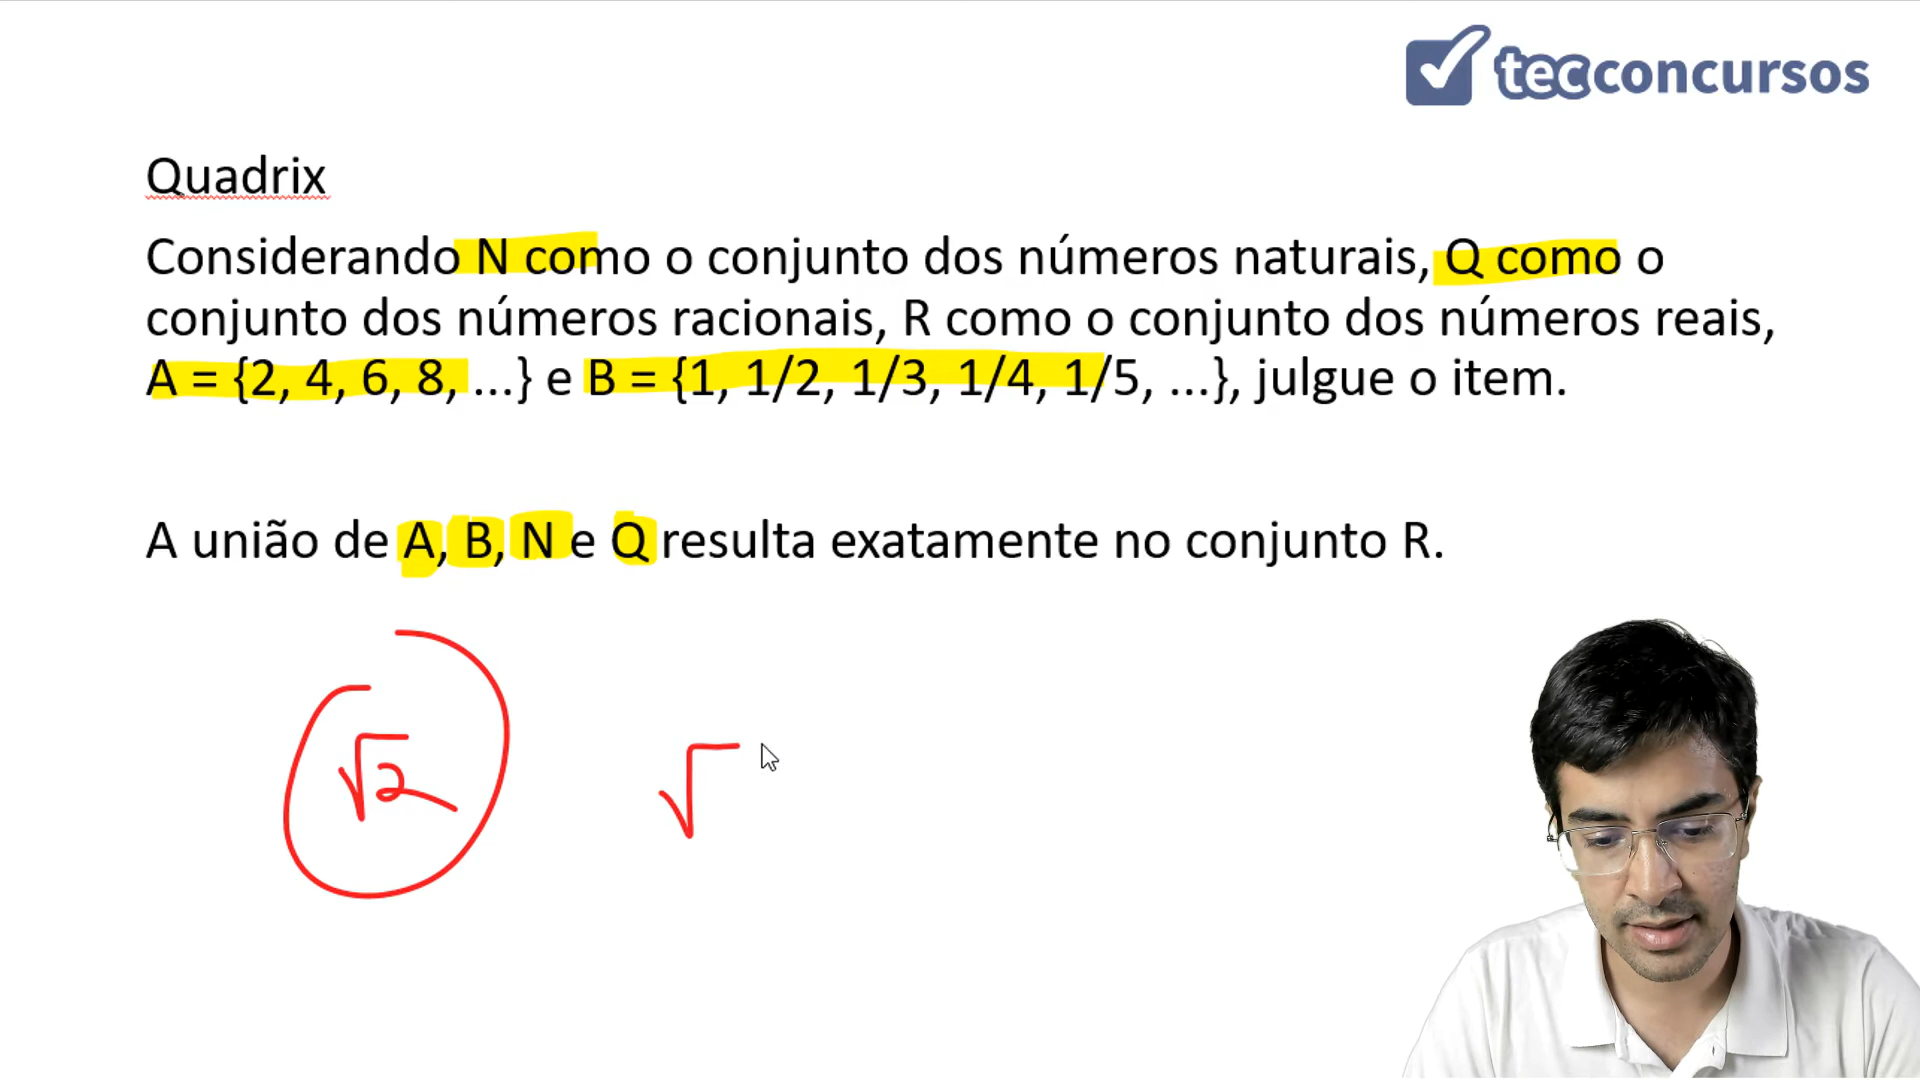 tecconcursos
Quadrix
Considerando N como o conjunto dos números naturais, Q como o
conjunto dos números racionais, R como o conjunto dos números reais,
A = {2, 4, 6, 8, ...} e B = {1, 1/2, 1/3, 1/4, 1/5, ...}, julgue o item.
A união de A, B, N e Q resulta exatamente no conjunto R.
√2 √